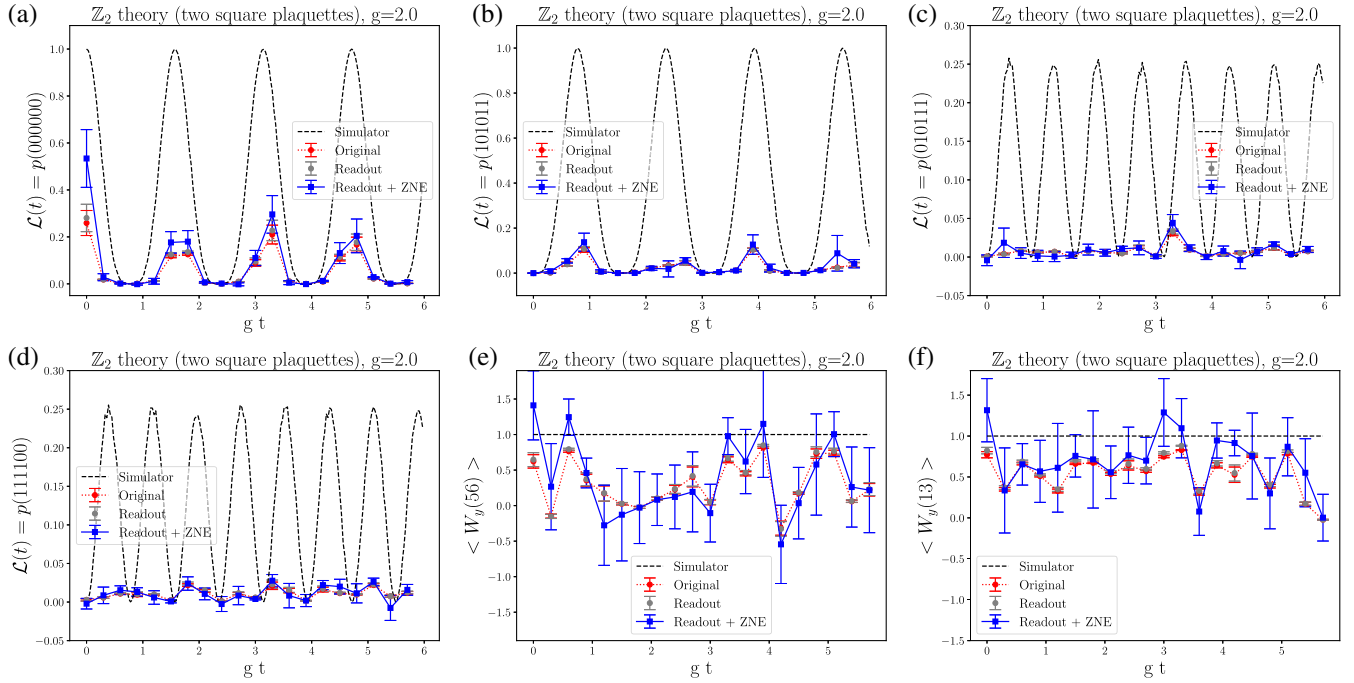 (a)
ℤ₂ theory (two square plaquettes), g=2.0
ℒ(t) = p(000000)
1.0
0.8
0.6
0.4
0.2
0.0
Simulator
Original
Readout
Readout + ZNE
0 1 2 3 4 5 6
g t
(b)
ℤ₂ theory (two square plaquettes), g=2.0
ℒ(t) = p(101011)
1.0
0.8
0.6
0.4
0.2
0.0
Simulator
Original
Readout
Readout + ZNE
0 1 2 3 4 5 6
g t
(c)
ℤ₂ theory (two square plaquettes), g=2.0
ℒ(t) = p(010111)
0.30
0.25
0.20
0.15
0.10
0.05
0.00
−0.05
Simulator
Original
Readout
Readout + ZNE
0 1 2 3 4 5 6
g t
(d)
ℤ₂ theory (two square plaquettes), g=2.0
ℒ(t) = p(111100)
0.30
0.25
0.20
0.15
0.10
0.05
0.00
−0.05
Simulator
Original
Readout
Readout + ZNE
0 1 2 3 4 5 6
g t
(e)
ℤ₂ theory (two square plaquettes), g=2.0
< W_y(56) >
1.5
1.0
0.5
0.0
−0.5
−1.0
−1.5
Simulator
Original
Readout
Readout + ZNE
0 1 2 3 4 5
g t
(f)
ℤ₂ theory (two square plaquettes), g=2.0
< W_y(13) >
1.5
1.0
0.5
0.0
−0.5
−1.0
−1.5
Simulator
Original
Readout
Readout + ZNE
0 1 2 3 4 5
g t